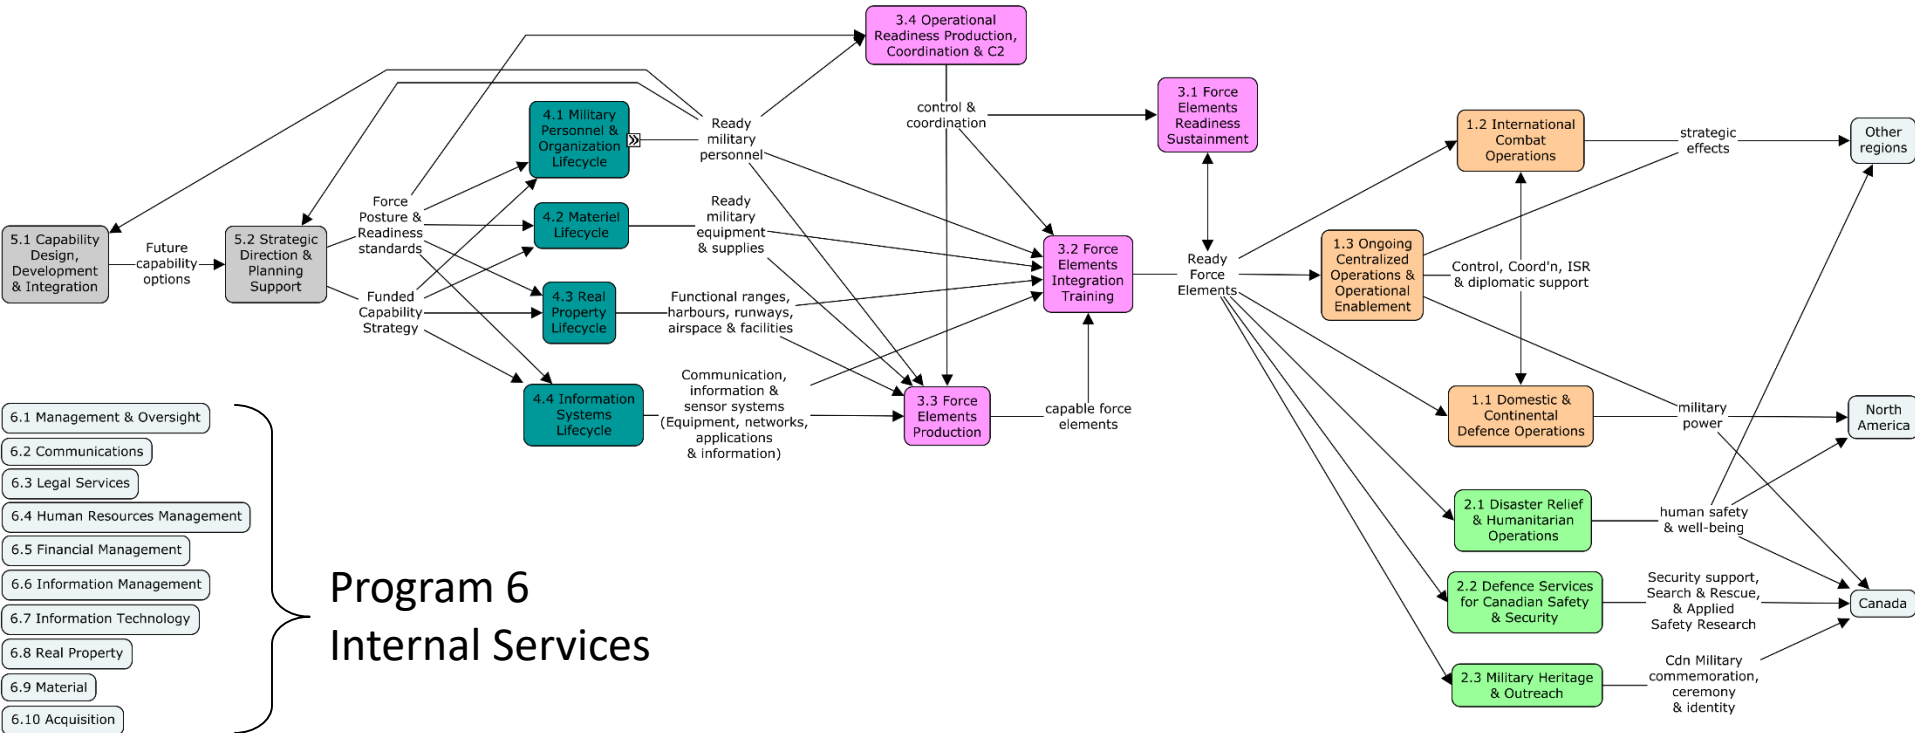 3.4 Operational
Readiness Production,
Coordination & C2
4.1 Military
Personnel &
Organization
Lifecycle
Ready
military
personnel
control &
coordination
3.1 Force
Elements
Readiness
Sustainment
1.2 International
Combat
Operations
strategic
effects
Other
regions
5.1 Capability
Design,
Development
& Integration
Future
capability
options
5.2 Strategic
Direction &
Planning
Support
Force
Posture &
Readiness
standards
4.2 Materiel
Lifecycle
Ready
military
equipment
& supplies
3.2 Force
Elements
Integration
Training
Ready
Force
Elements
1.3 Ongoing
Centralized
Operations &
Operational
Enablement
Control, Coord'n, ISR
& diplomatic support
Funded
Capability
Strategy
4.3 Real
Property
Lifecycle
Functional ranges,
harbours, runways,
airspace & facilities
4.4 Information
Systems
Lifecycle
Communication,
information &
sensor systems
(Equipment, networks,
applications
& information)
3.3 Force
Elements
Production
capable force
elements
1.1 Domestic &
Continental
Defence Operations
military
power
North
America
2.1 Disaster Relief
& Humanitarian
Operations
human safety
& well-being
2.2 Defence Services
for Canadian Safety
& Security
Security support,
Search & Rescue,
& Applied
Safety Research
Canada
2.3 Military Heritage
& Outreach
Cdn Military
commemoration,
ceremony
& identity
6.1 Management & Oversight
6.2 Communications
6.3 Legal Services
6.4 Human Resources Management
6.5 Financial Management
6.6 Information Management
6.7 Information Technology
6.8 Real Property
6.9 Material
6.10 Acquisition
Program 6
Internal Services